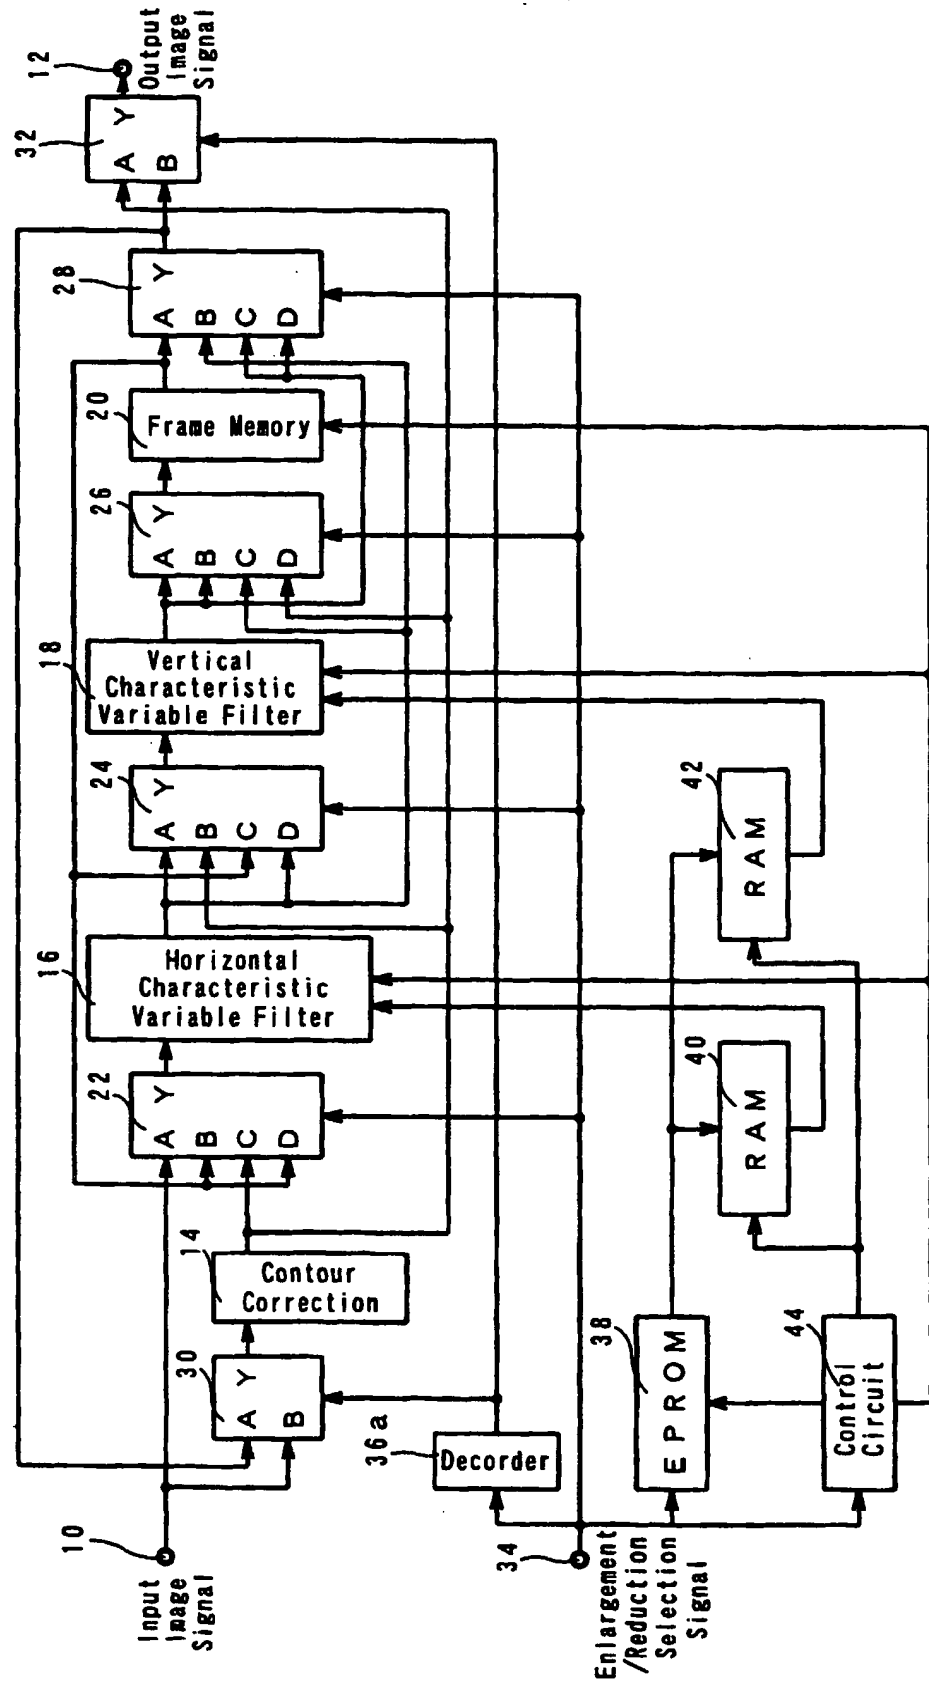 10
Input
Image
Signal
30
A Y
B
14
Contour
Correction
22
A Y
B
C
D
16
Horizontal
Characteristic
Variable Filter
24
A Y
B
C
D
18
Vertical
Characteristic
Variable Filter
26
A Y
B
C
D
20
Frame Memory
28
A Y
B
C
D
32
A Y
B
12
Output
Image
Signal
34
Enlargement
/Reduction
Selection
Signal
36a
Decorder
38
EPROM
44
Control
Circuit
40
RAM
42
RAM